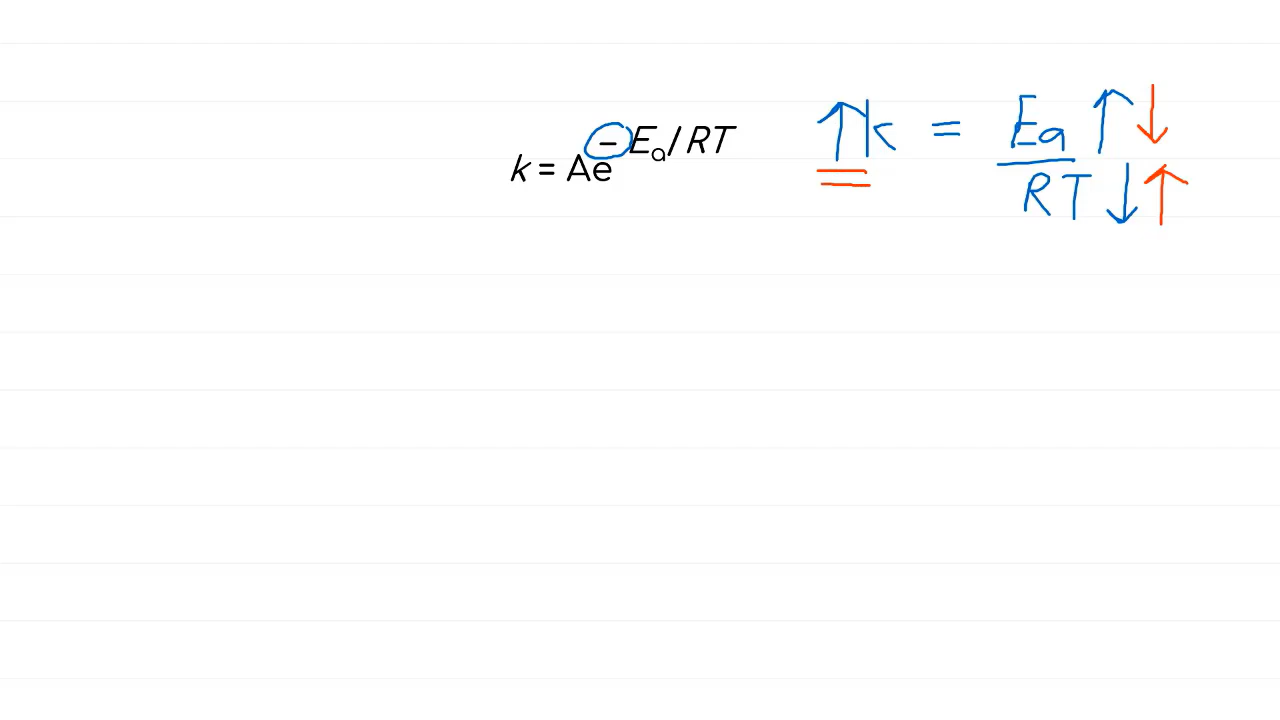 k = Ae^–Eₐ/RT
↑k = Ea/RT ↑↓ ↓↑